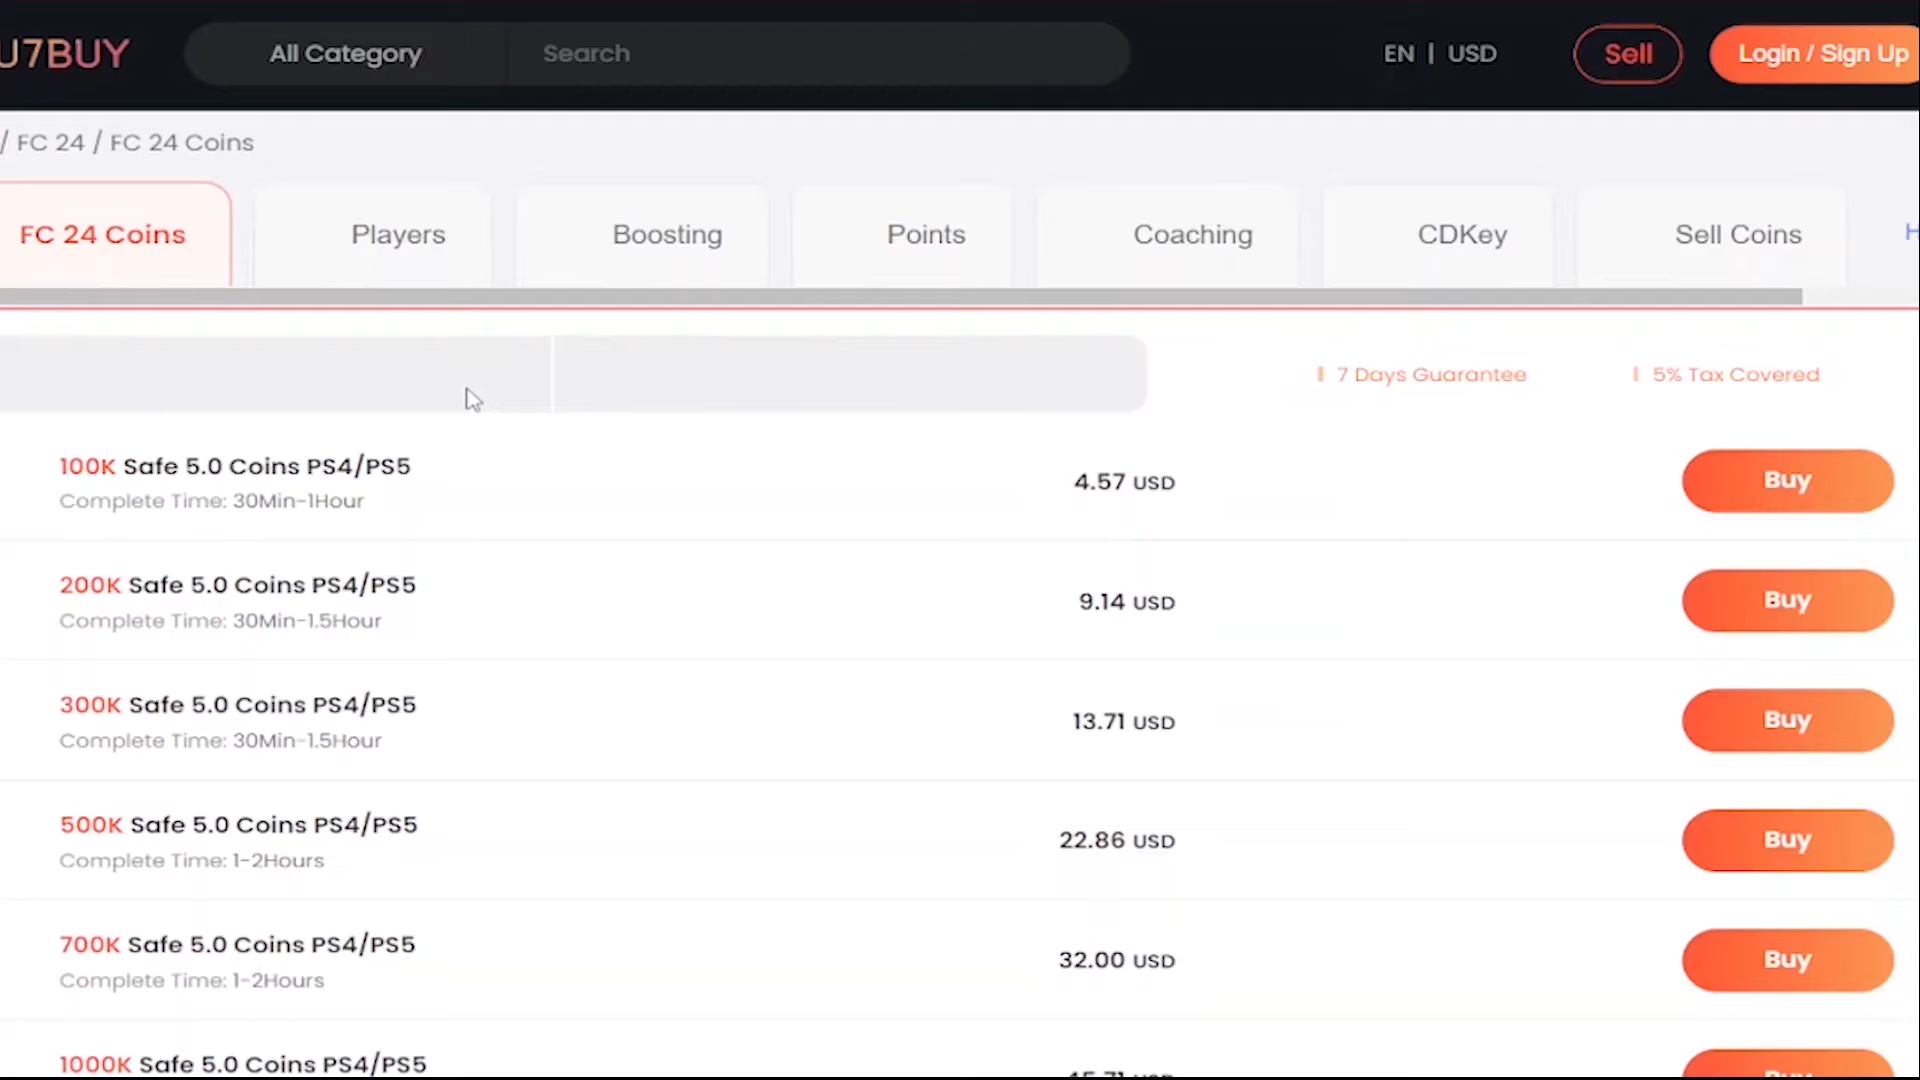 U7BUY
All Category
Search
EN | USD
Sell
Login / Sign Up
/ FC 24 / FC 24 Coins
FC 24 Coins
Players
Boosting
Points
Coaching
CDKey
Sell Coins
H
7 Days Guarantee
5% Tax Covered
100K Safe 5.0 Coins PS4/PS5
Complete Time: 30Min-1Hour
4.57 USD
Buy
200K Safe 5.0 Coins PS4/PS5
Complete Time: 30Min-1.5Hour
9.14 USD
Buy
300K Safe 5.0 Coins PS4/PS5
Complete Time: 30Min-1.5Hour
13.71 USD
Buy
500K Safe 5.0 Coins PS4/PS5
Complete Time: 1-2Hours
22.86 USD
Buy
700K Safe 5.0 Coins PS4/PS5
Complete Time: 1-2Hours
32.00 USD
Buy
1000K Safe 5.0 Coins PS4/PS5
45.71 USD
Buy